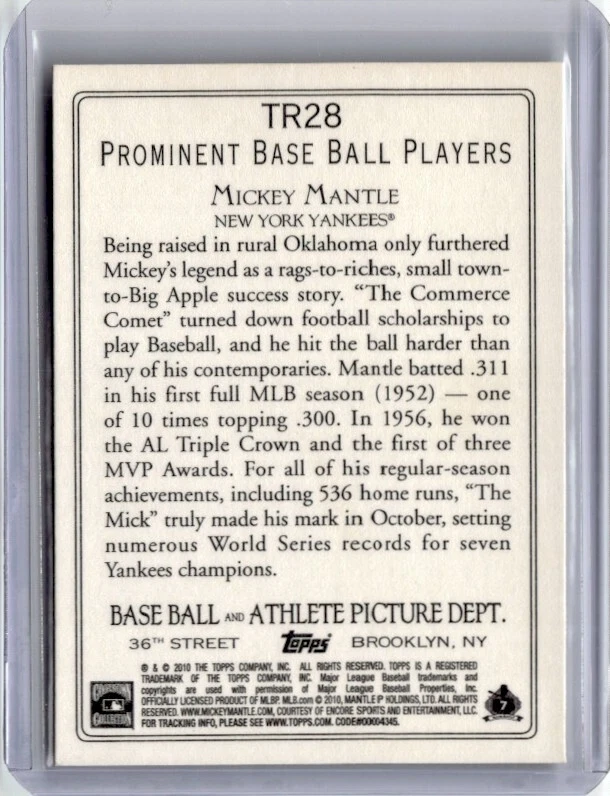 TR28
PROMINENT BASE BALL PLAYERS
MICKEY MANTLE
NEW YORK YANKEES®
Being raised in rural Oklahoma only furthered
Mickey's legend as a rags-to-riches, small town-
to-Big Apple success story. “The Commerce
Comet” turned down football scholarships to
play Baseball, and he hit the ball harder than
any of his contemporaries. Mantle batted .311
in his first full MLB season (1952) — one
of 10 times topping .300. In 1956, he won
the AL Triple Crown and the first of three
MVP Awards. For all of his regular-season
achievements, including 536 home runs, “The
Mick” truly made his mark in October, setting
numerous World Series records for seven
Yankees champions.
BASE BALL AND ATHLETE PICTURE DEPT.
36TH STREET Topps BROOKLYN, NY
® & © 2010 THE TOPPS COMPANY, INC. ALL RIGHTS RESERVED. TOPPS IS A REGISTERED
TRADEMARK OF THE TOPPS COMPANY, INC. Major League Baseball trademarks and
copyrights are used with permission of Major League Baseball Properties, Inc.
OFFICIALLY LICENSED PRODUCT OF MLBP. MLB.com © 2010, MANTLE IP HOLDINGS, LTD. ALL RIGHTS
RESERVED. WWW.MICKEYMANTLE.COM, COURTESY OF ENCORE SPORTS AND ENTERTAINMENT, LLC.
FOR TRACKING INFO, PLEASE SEE WWW.TOPPS.COM. CODE#00004345.
COOPERSTOWN
COLLECTION
7